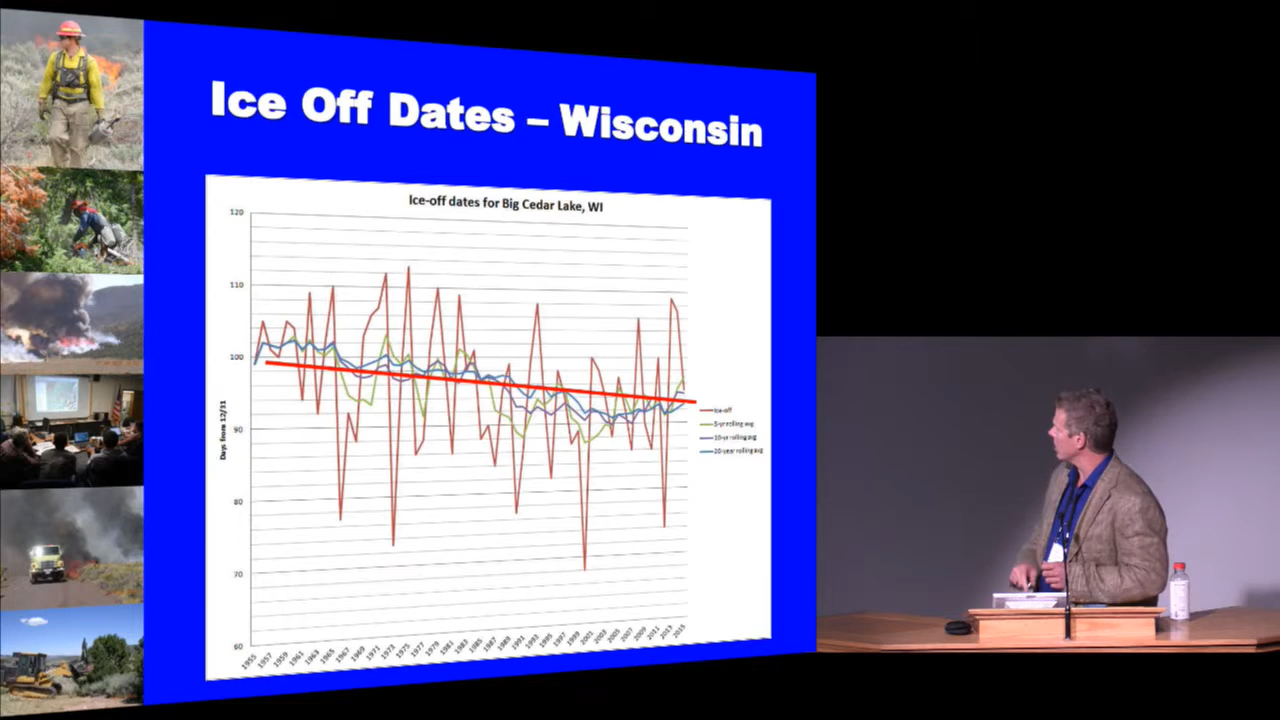 Ice Off Dates – Wisconsin
Ice-off dates for Big Cedar Lake, WI
120
110
100
90
80
70
60
Days from 12/31
Ice-off
5-yr rolling avg
10-yr rolling avg
20-year rolling avg
1955 1957 1959 1961 1963 1965 1967 1969 1971 1973 1975 1977 1979 1981 1983 1985 1987 1989 1991 1993 1995 1997 1999 2001 2003 2005 2007 2009 2011 2013 2015